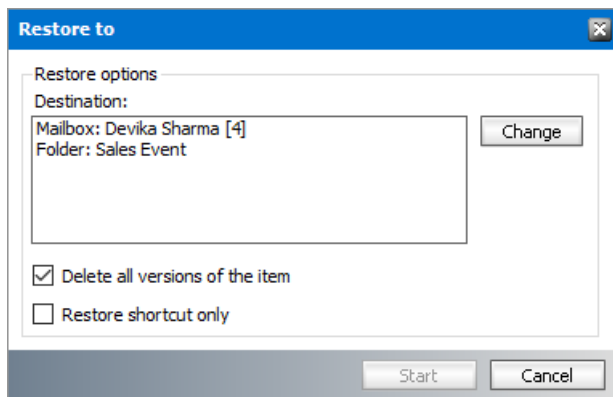 Restore to
Restore options
Destination:
Mailbox: Devika Sharma [4]
Folder: Sales Event
Change
Delete all versions of the item
Restore shortcut only
Start
Cancel